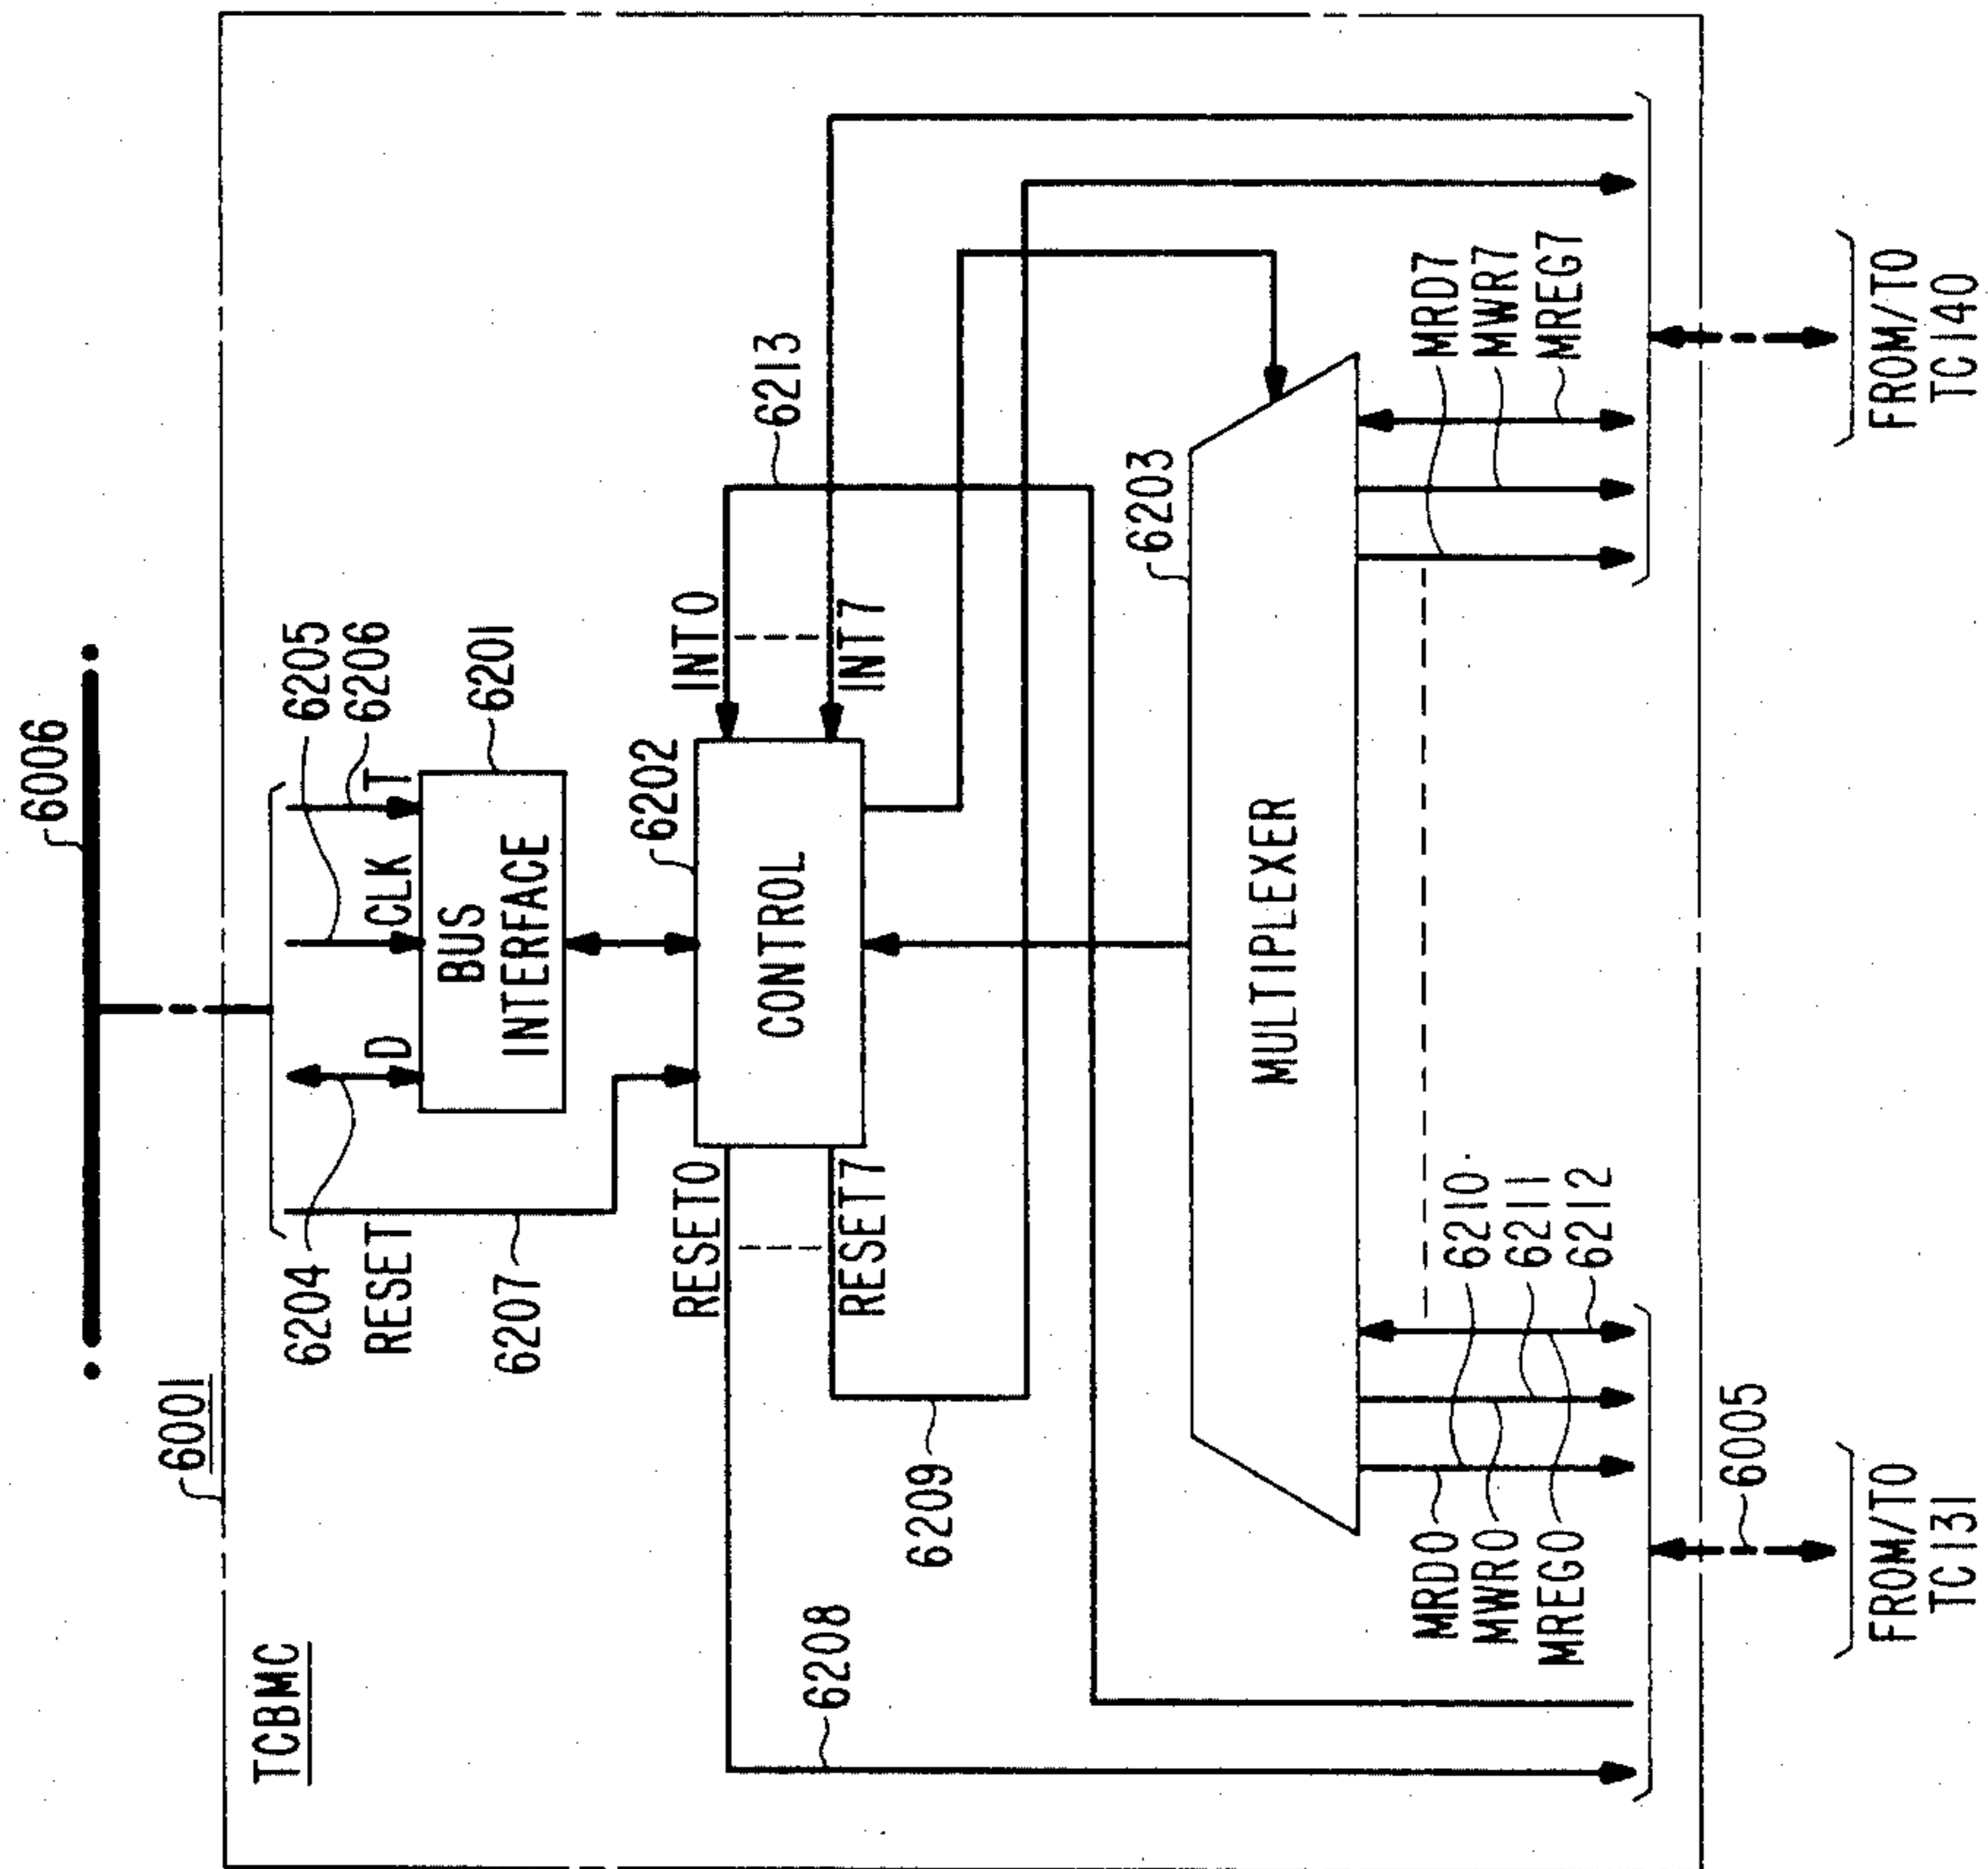 6006
6001
TCBMC
6204
RESET
6207
D
CLK
T
6205
6206
6201
BUS
INTERFACE
6202
CONTROL
RESET0
RESET7
INT0
INT7
6213
6208
6209
6203
MULTIPLEXER
MRD0
MWR0
MREG0
6210
6211
6212
MRD7
MWR7
MREG7
6005
FROM/TO
TC131
FROM/TO
TC140